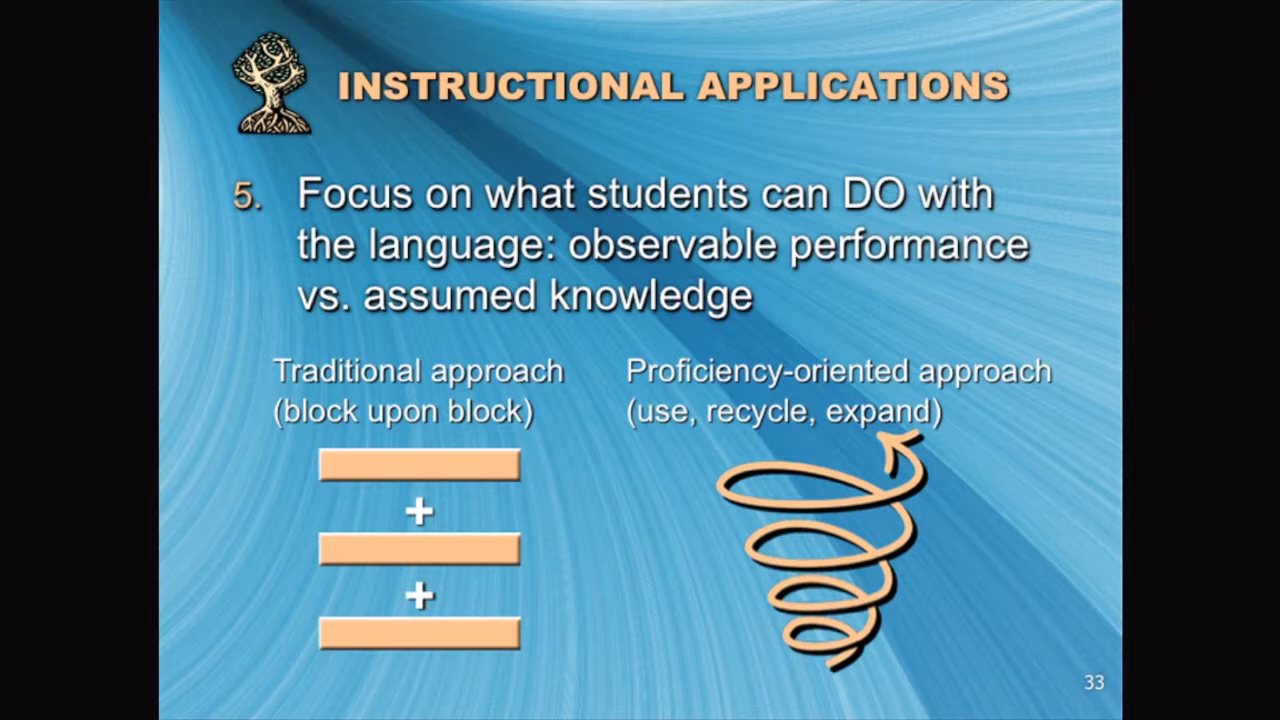 INSTRUCTIONAL APPLICATIONS
5. Focus on what students can DO with
the language: observable performance
vs. assumed knowledge
Traditional approach
(block upon block)
Proficiency-oriented approach
(use, recycle, expand)
+
+
33